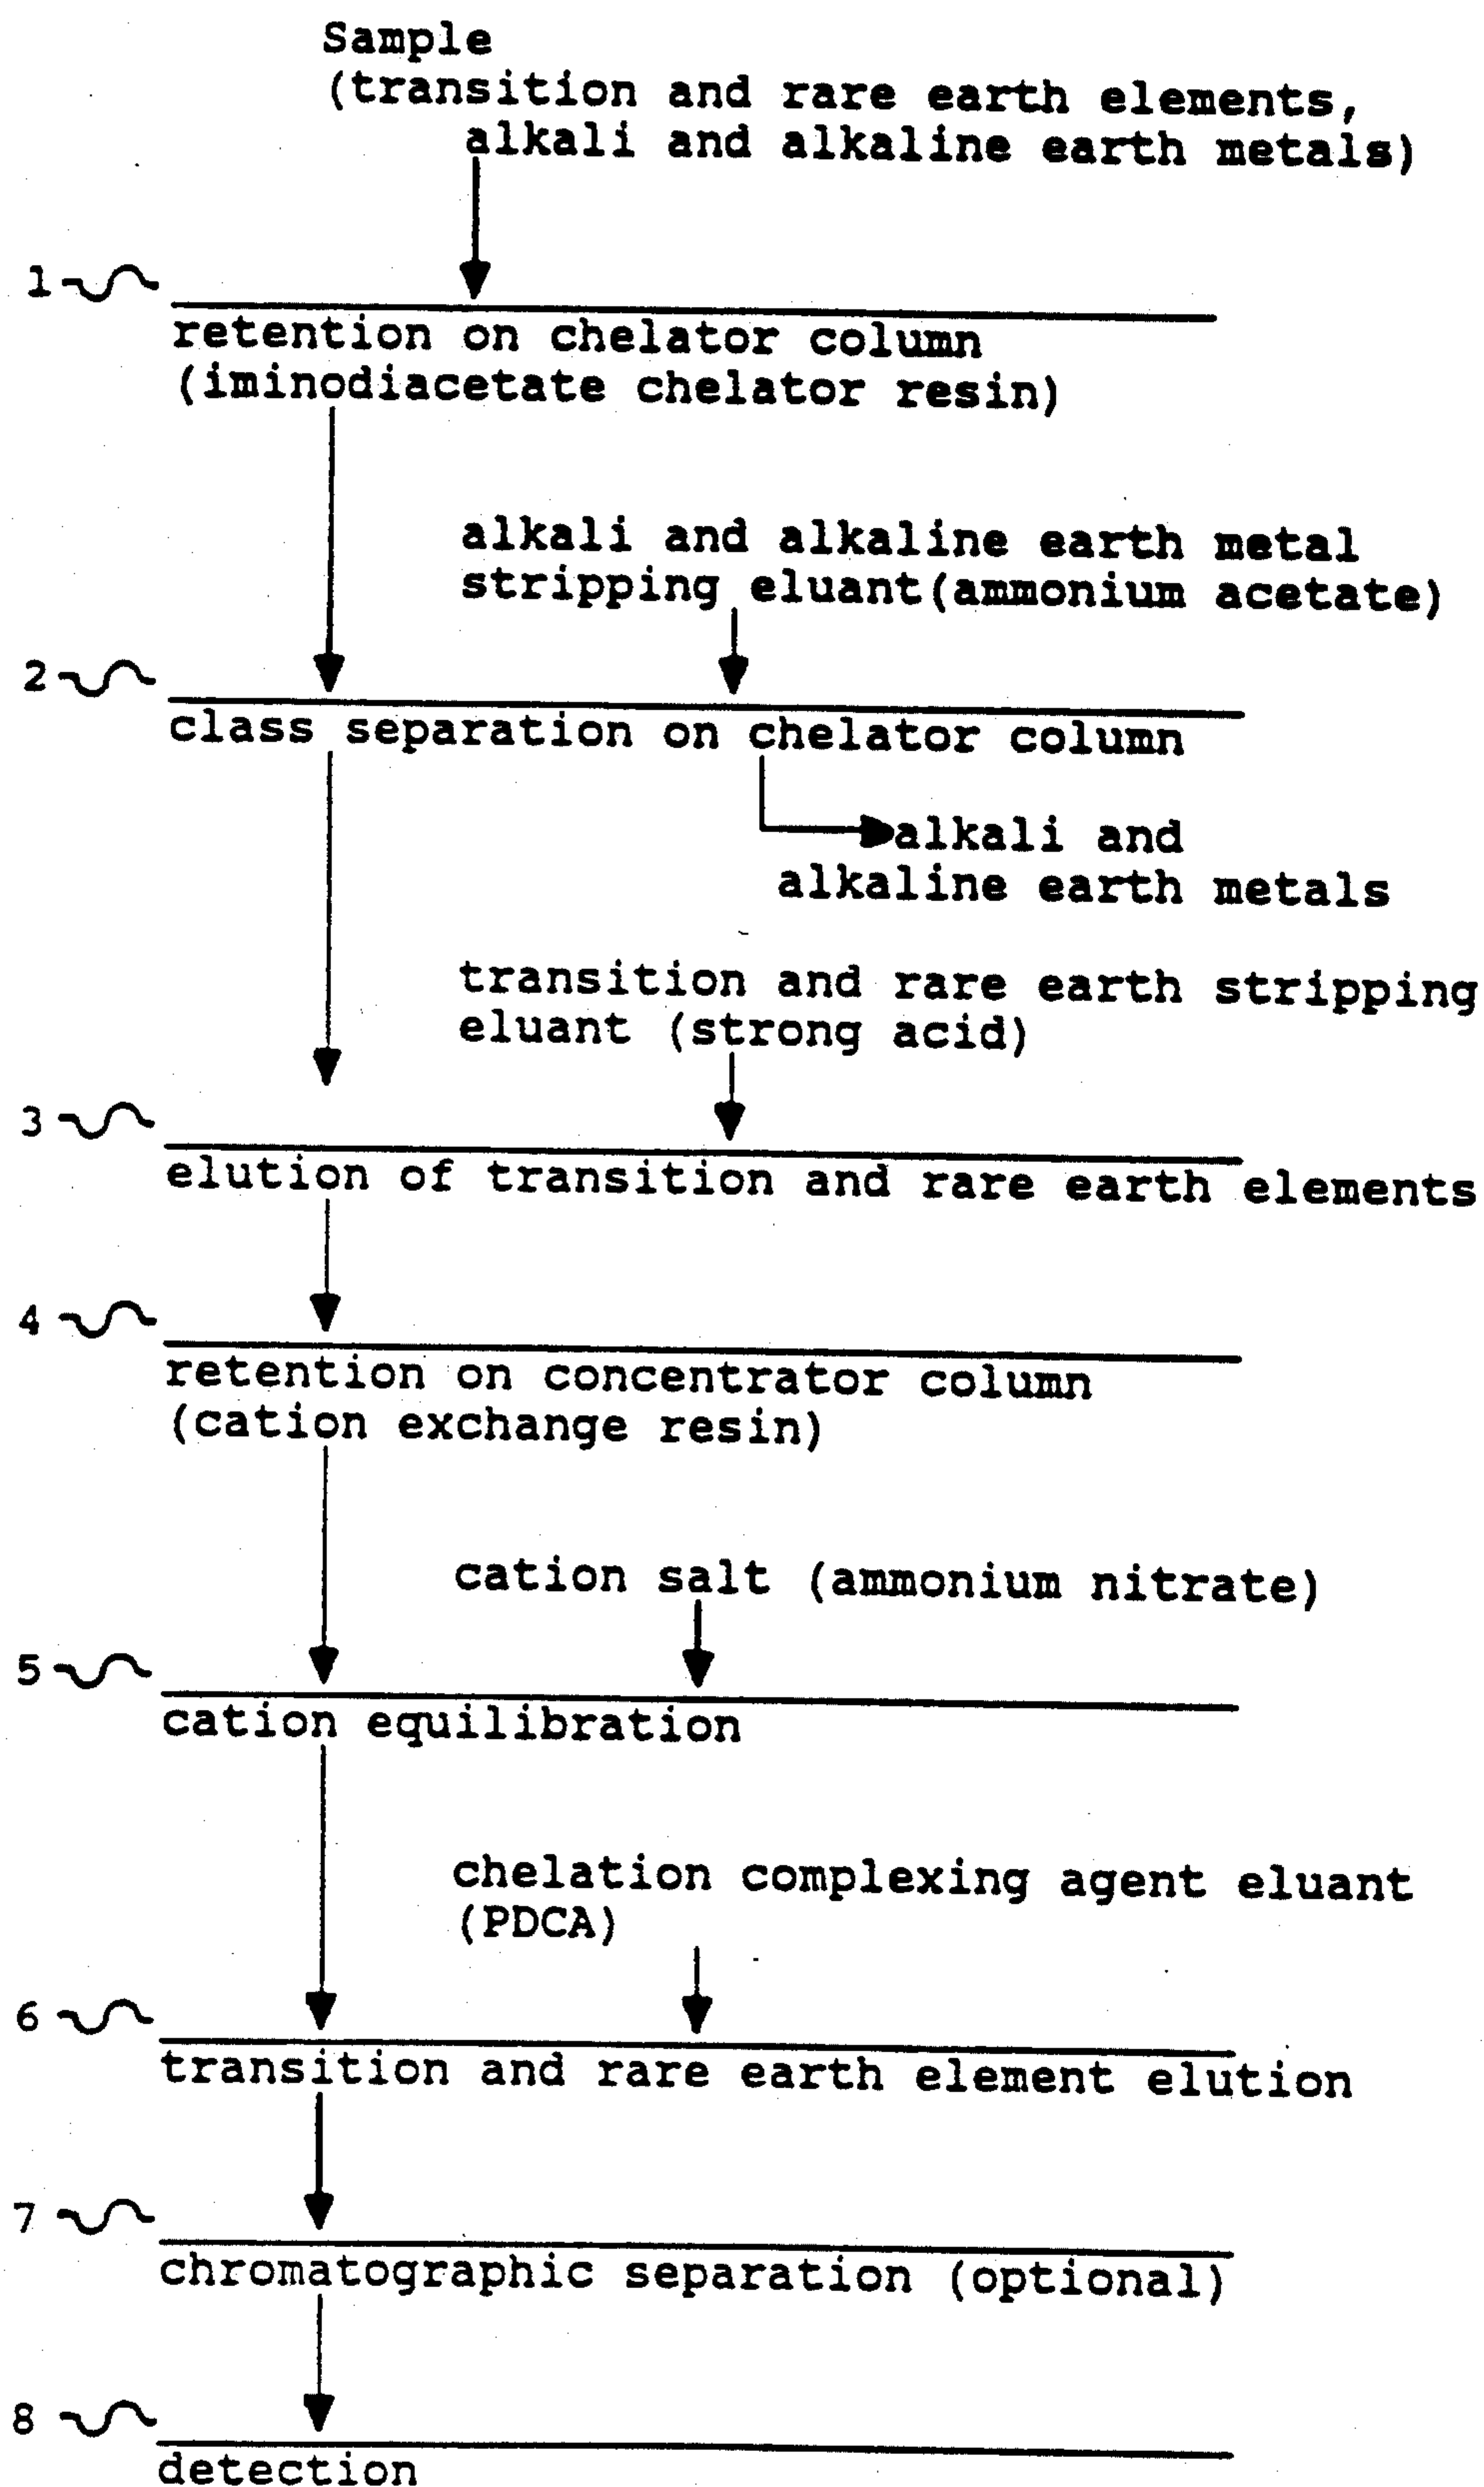 Sample
(transition and rare earth elements,
alkali and alkaline earth metals)
1
retention on chelator column
(iminodiacetate chelator resin)
alkali and alkaline earth metal
stripping eluant(ammonium acetate)
2
class separation on chelator column
alkali and
alkaline earth metals
transition and rare earth stripping
eluant (strong acid)
3
elution of transition and rare earth elements
4
retention on concentrator column
(cation exchange resin)
cation salt (ammonium nitrate)
5
cation equilibration
chelation complexing agent eluant
(PDCA)
6
transition and rare earth element elution
7
chromatographic separation (optional)
8
detection